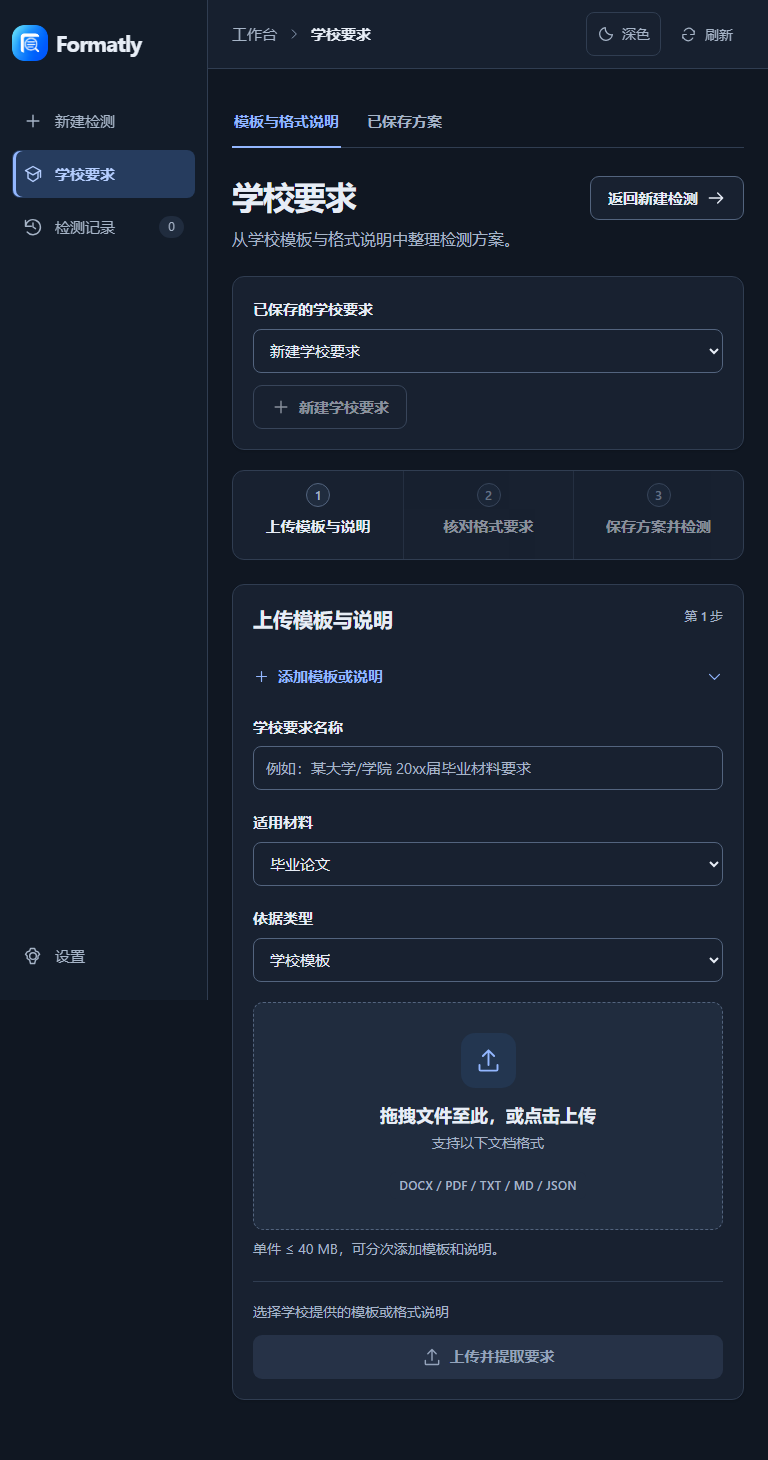 Formatly
新建检测
学校要求
检测记录
0
设置
工作台
学校要求
深色
刷新
模板与格式说明
已保存方案
学校要求
返回新建检测
从学校模板与格式说明中整理检测方案。
已保存的学校要求
新建学校要求
新建学校要求
1
上传模板与说明
2
核对格式要求
3
保存方案并检测
上传模板与说明
第 1 步
添加模板或说明
学校要求名称
例如：某大学/学院 20xx届毕业材料要求
适用材料
毕业论文
依据类型
学校模板
拖拽文件至此，或点击上传
支持以下文档格式
DOCX / PDF / TXT / MD / JSON
单件 ≤ 40 MB，可分次添加模板和说明。
选择学校提供的模板或格式说明
上传并提取要求